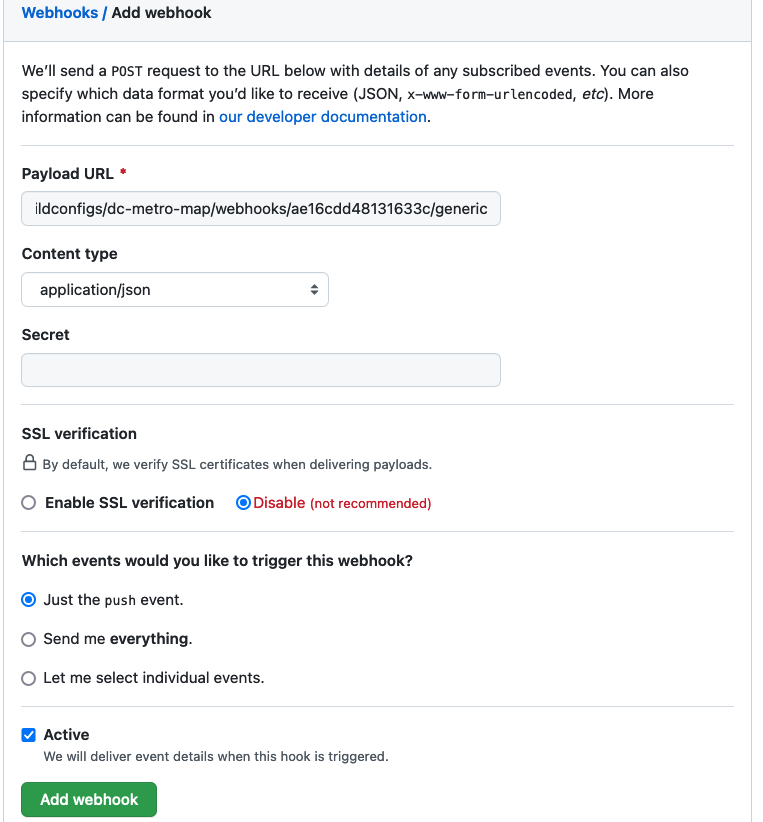 Webhooks / Add webhook
We’ll send a POST request to the URL below with details of any subscribed events. You can also
specify which data format you’d like to receive (JSON, x-www-form-urlencoded, etc). More
information can be found in our developer documentation.
Payload URL *
ildconfigs/dc-metro-map/webhooks/ae16cdd48131633c/generic
Content type
application/json
Secret
SSL verification
By default, we verify SSL certificates when delivering payloads.
Enable SSL verification Disable (not recommended)
Which events would you like to trigger this webhook?
Just the push event.
Send me everything.
Let me select individual events.
Active
We will deliver event details when this hook is triggered.
Add webhook